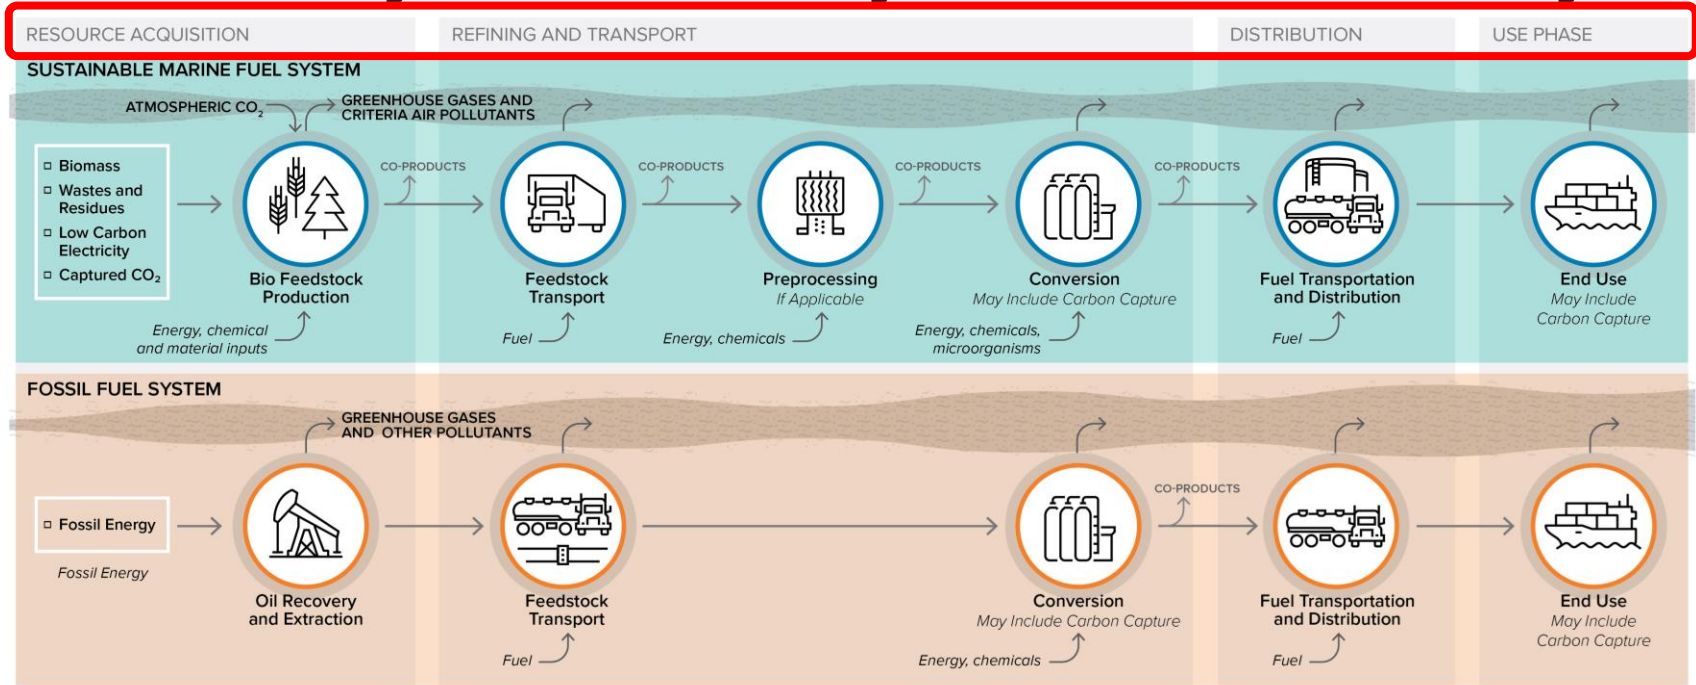 RESOURCE ACQUISITION
REFINING AND TRANSPORT
DISTRIBUTION
USE PHASE
SUSTAINABLE MARINE FUEL SYSTEM
ATMOSPHERIC CO₂
GREENHOUSE GASES AND
CRITERIA AIR POLLUTANTS
Biomass
Wastes and
Residues
Low Carbon
Electricity
Captured CO₂
CO-PRODUCTS
CO-PRODUCTS
CO-PRODUCTS
CO-PRODUCTS
Bio Feedstock
Production
Energy, chemical
and material inputs
Feedstock
Transport
Fuel
Preprocessing
If Applicable
Energy, chemicals
Conversion
May Include Carbon Capture
Energy, chemicals,
microorganisms
Fuel Transportation
and Distribution
Fuel
End Use
May Include
Carbon Capture
FOSSIL FUEL SYSTEM
GREENHOUSE GASES
AND OTHER POLLUTANTS
Fossil Energy
Fossil Energy
CO-PRODUCTS
Oil Recovery
and Extraction
Feedstock
Transport
Fuel
Conversion
May Include Carbon Capture
Energy, chemicals
Fuel Transportation
and Distribution
Fuel
End Use
May Include
Carbon Capture